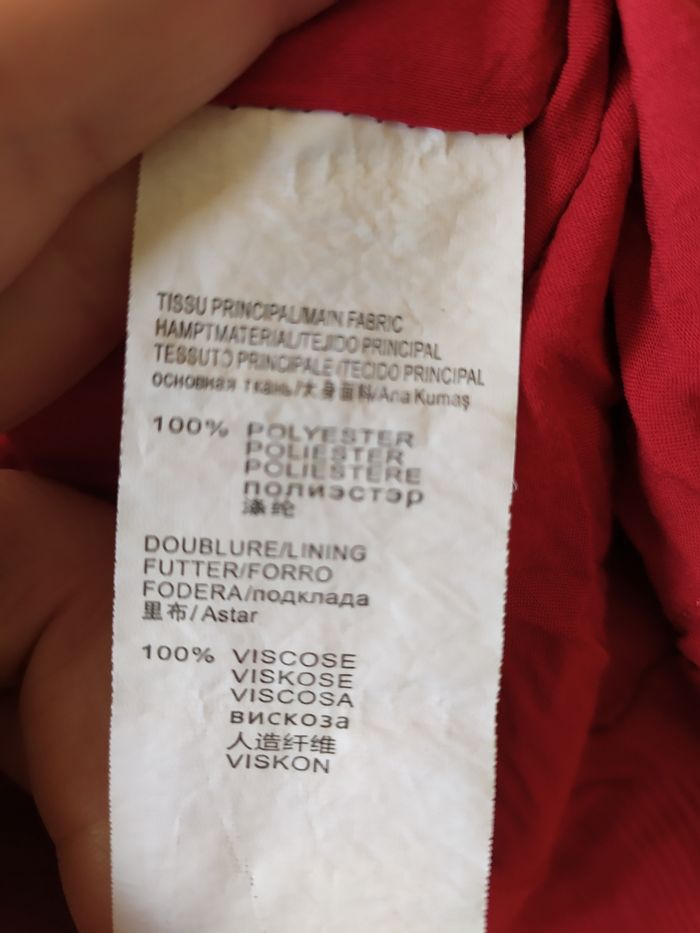 TISSU PRINCIPAL/MAIN FABRIC
HAMPTMATERIAL/TEJIDO PRINCIPAL
TESSUTO PRINCIPALE/TECIDO PRINCIPAL
основная ткань/大身面料/Ana Kumaş
100% POLYESTER
POLIESTER
POLIESTERE
полиэстэр
涤纶
DOUBLURE/LINING
FUTTER/FORRO
FODERA/подклада
里布/Astar
100% VISCOSE
VISKOSE
VISCOSA
вискоза
人造纤维
VISKON